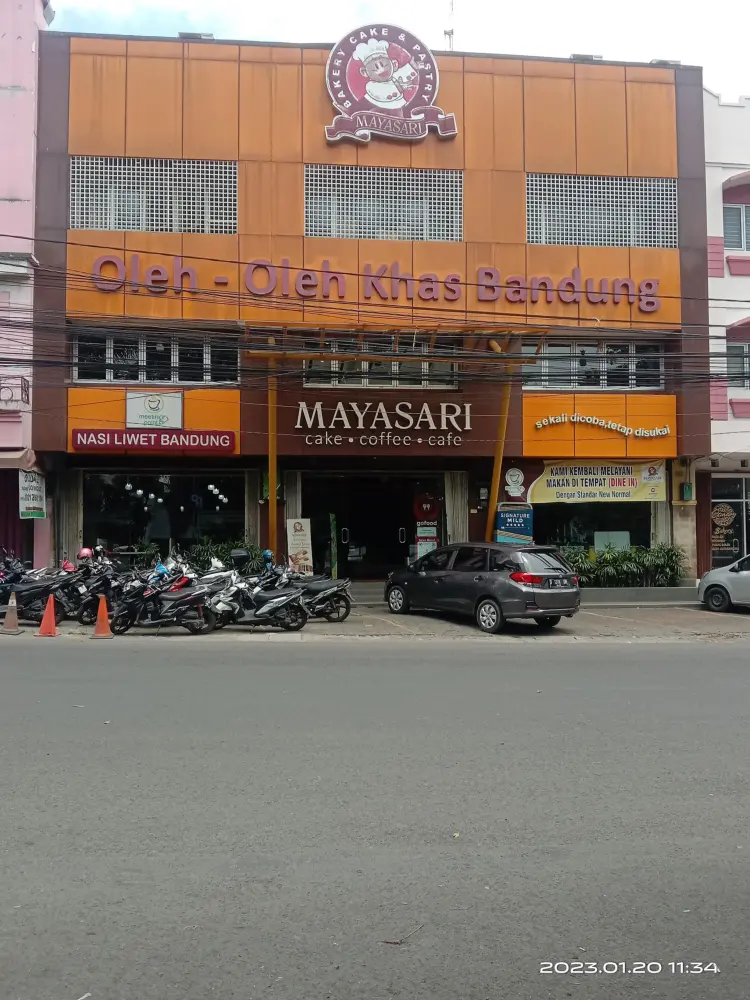 BAKERY CAKE & PASTRY
MAYASARI
Oleh - Oleh Khas Bandung
meeting point
NASI LIWET BANDUNG
MAYASARI
cake • coffee • cafe
sekali dicoba,tetap disukai
KAMI KEMBALI MELAYANI
MAKAN DI TEMPAT (DINE IN)
Dengan Standar New Normal
gofood
SIGNATURE
MILD
2023.01.20 11:34